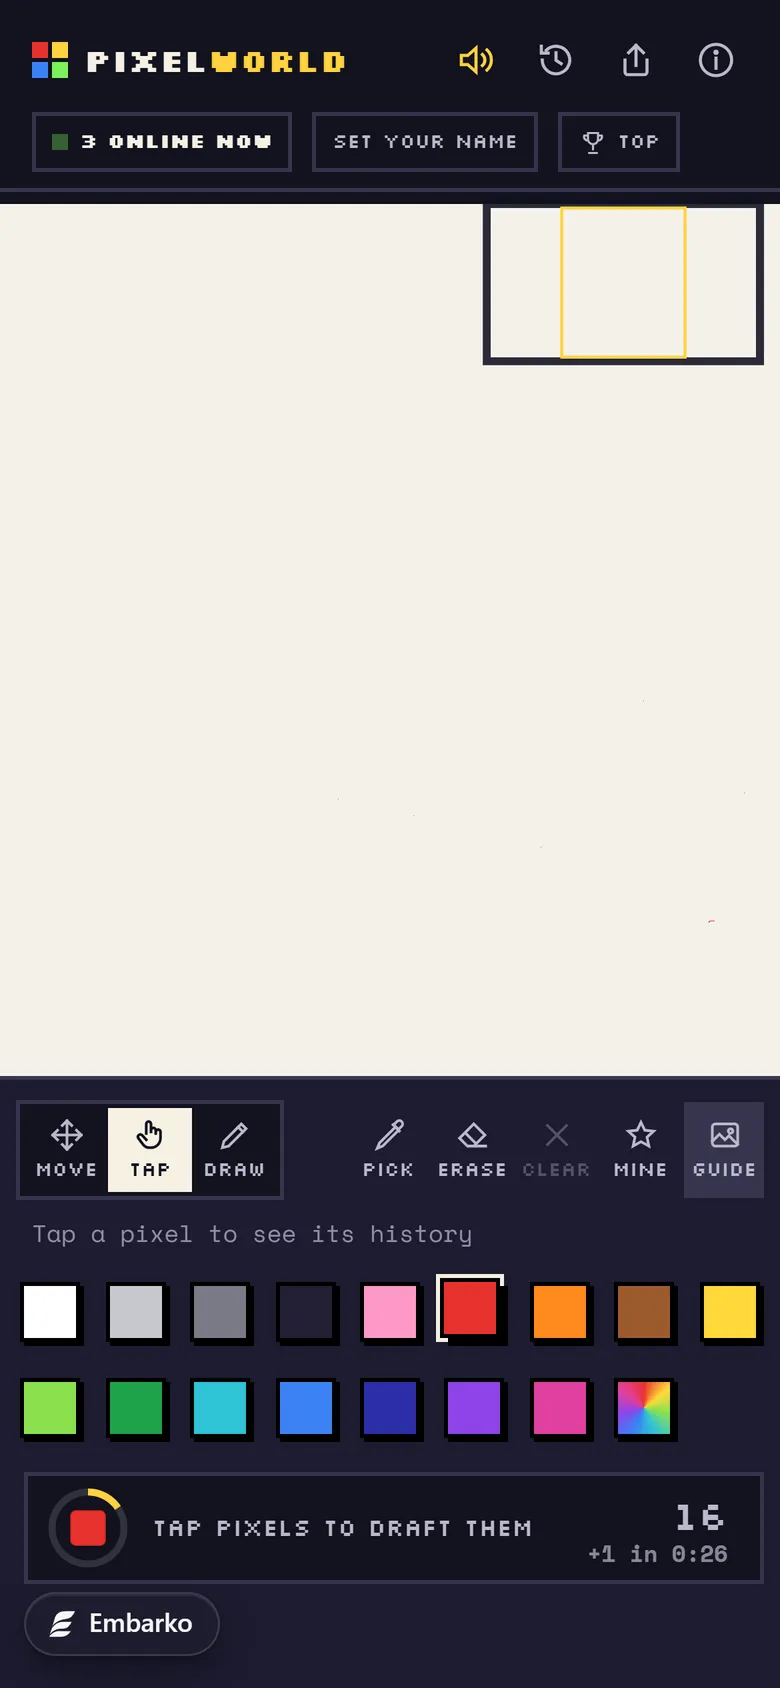 PIXELWORLD
3 ONLINE NOW
SET YOUR NAME
TOP
MOVE
TAP
DRAW
PICK
ERASE
CLEAR
MINE
GUIDE
Tap a pixel to see its history
TAP PIXELS TO DRAFT THEM
16
+1 in 0:26
Embarko